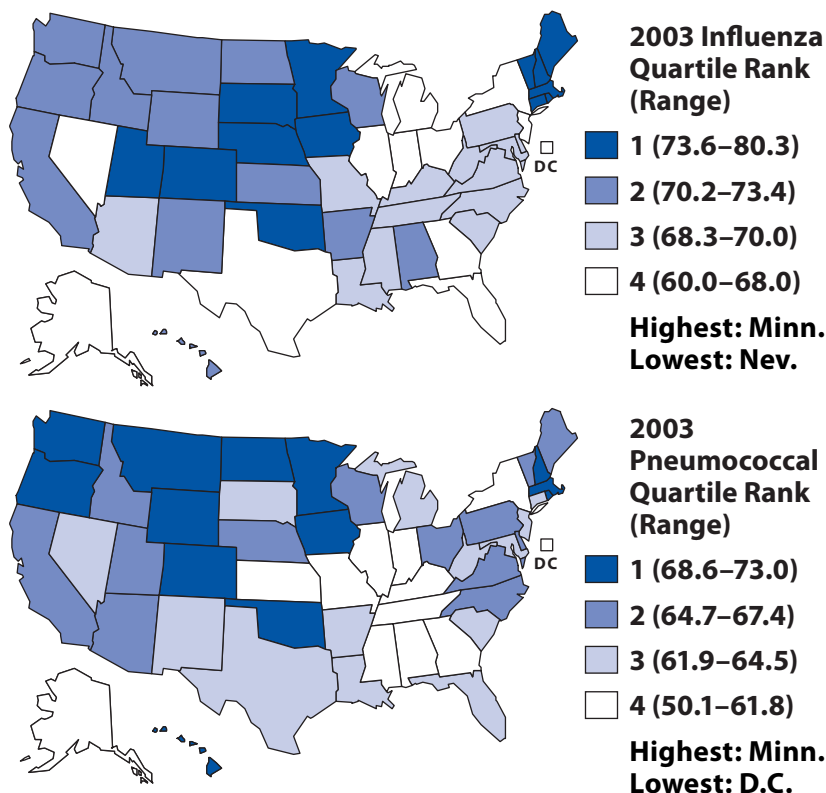 2003 Influenza
Quartile Rank
(Range)
1 (73.6–80.3)
2 (70.2–73.4)
3 (68.3–70.0)
4 (60.0–68.0)
Highest: Minn.
Lowest: Nev.
DC
2003
Pneumococcal
Quartile Rank
(Range)
1 (68.6–73.0)
2 (64.7–67.4)
3 (61.9–64.5)
4 (50.1–61.8)
Highest: Minn.
Lowest: D.C.
DC